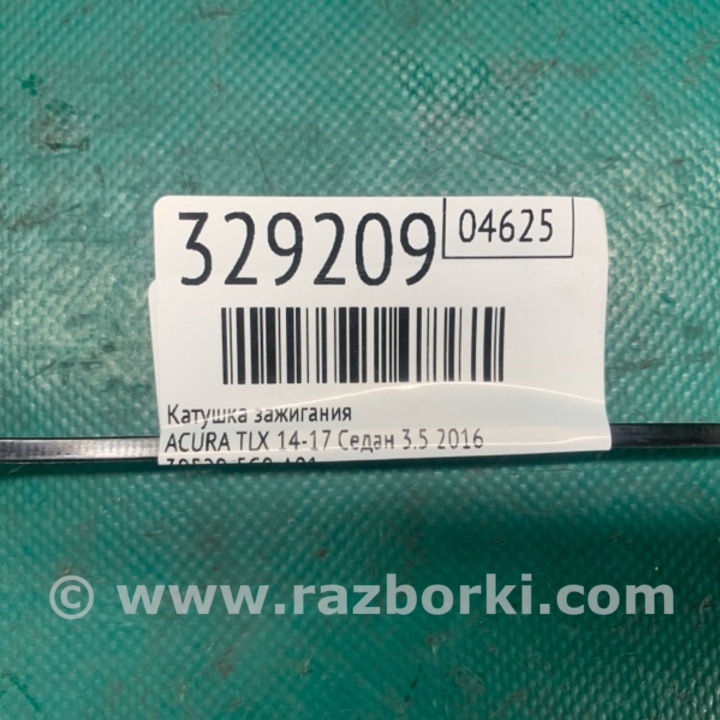 329209
04625
Катушка зажигания
ACURA TLX 14-17 Седан 3.5 2016
© www.razborki.com